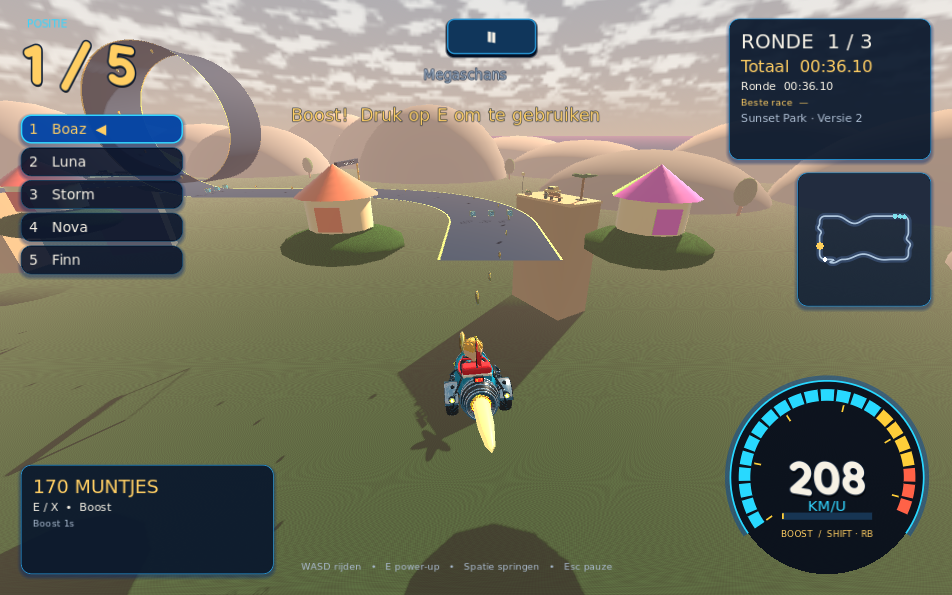 POSITIE
1 / 5
1 Boaz ◀
2 Luna
3 Storm
4 Nova
5 Finn
Megaschans
Boost! Druk op E om te gebruiken
RONDE 1 / 3
Totaal 00:36.10
Ronde 00:36.10
Beste race —
Sunset Park · Versie 2
170 MUNTJES
E / X • Boost
Boost 1s
208
KM/U
BOOST / SHIFT · RB
WASD rijden • E power-up • Spatie springen • Esc pauze